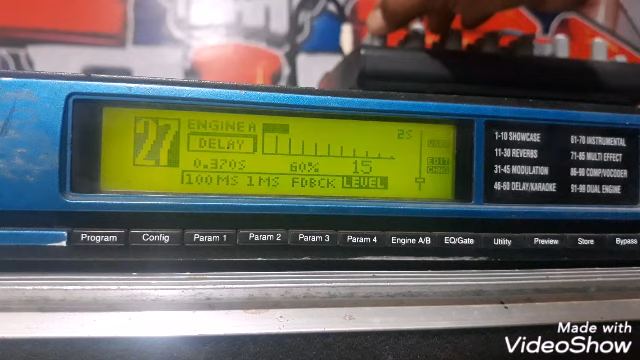 27
ENGINE A
DELAY
2S
0.370S 60% 15
100 MS 1 MS FDBCK LEVEL
EDIT
CHNG
1-10 SHOWCASE
11-30 REVERBS
31-45 MODULATION
46-60 DELAY/KARAOKE
61-70 INSTRUMENTAL
71-85 MULTI EFFECT
86-90 COMP/VOCODER
91-99 DUAL ENGINE
Program Config Param 1 Param 2 Param 3 Param 4 Engine A/B EQ/Gate Utility Preview Store Bypass
Made with
VideoShow